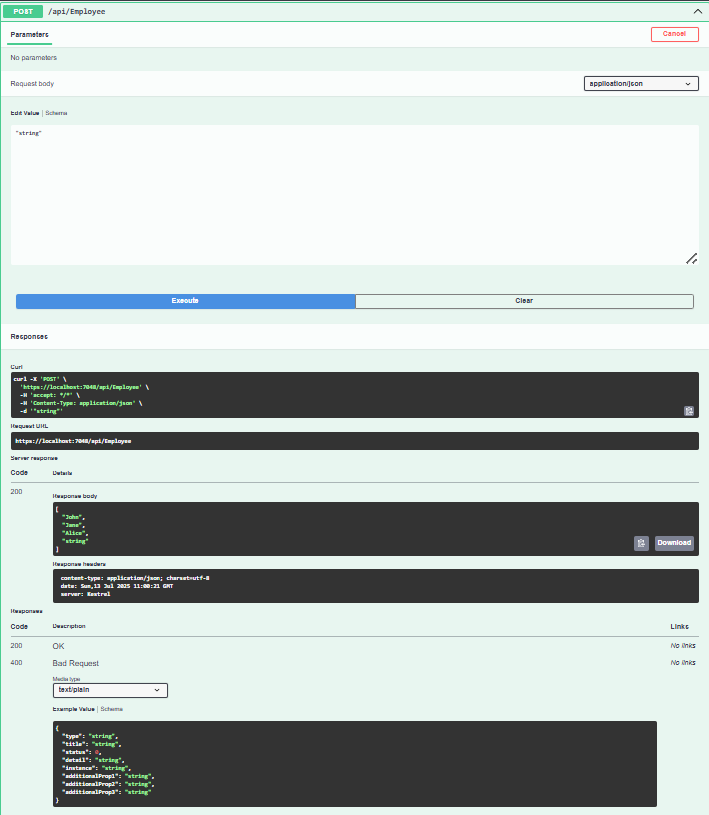 POST /api/Employee
Parameters Cancel
No parameters
Request body application/json
Edit Value | Schema
"string"
Execute Clear
Responses
Curl
curl -X 'POST' \
'https://localhost:7048/api/Employee' \
-H 'accept: */*' \
-H 'Content-Type: application/json' \
-d '"string"'
Request URL
https://localhost:7048/api/Employee
Server response
Code Details
200
Response body
[
"John",
"Jane",
"Alice",
"string"
]
Download
Response headers
content-type: application/json; charset=utf-8
date: Sun,13 Jul 2025 11:00:21 GMT
server: Kestrel
Responses
Code Description Links
200 OK No links
400 Bad Request No links
Media type
text/plain
Example Value | Schema
{
"type": "string",
"title": "string",
"status": 0,
"detail": "string",
"instance": "string",
"additionalProp1": "string",
"additionalProp2": "string",
"additionalProp3": "string"
}